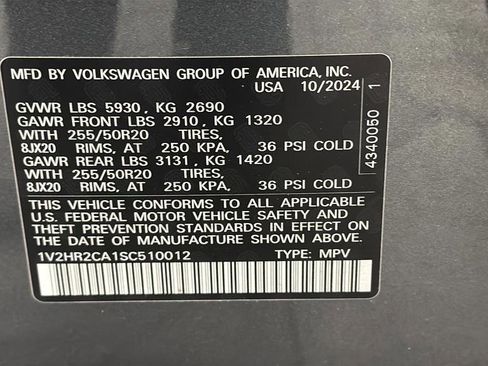 MFD BY VOLKSWAGEN GROUP OF AMERICA, INC.
USA 10/2024
GVWR LBS 5930 , KG 2690
GAWR FRONT LBS 2910 , KG 1320
WITH 255/50R20 TIRES,
8JX20 RIMS, AT 250 KPA, 36 PSI COLD
GAWR REAR LBS 3131 , KG 1420
WITH 255/50R20 TIRES,
8JX20 RIMS, AT 250 KPA, 36 PSI COLD
THIS VEHICLE CONFORMS TO ALL APPLICABLE
U.S. FEDERAL MOTOR VEHICLE SAFETY AND
THEFT PREVENTION STANDARDS IN EFFECT ON
THE DATE OF MANUFACTURE SHOWN ABOVE.
1V2HR2CA1SC510012 TYPE: MPV
4340050 1